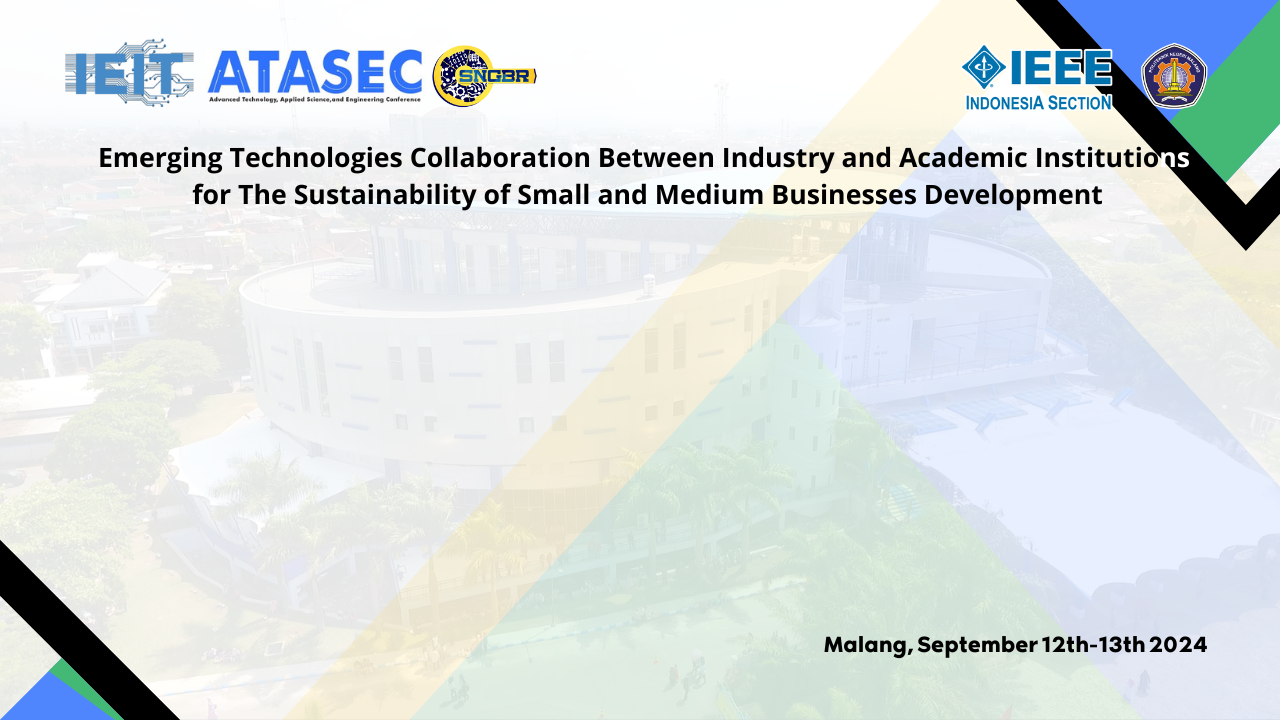 IEIT ATASEC SNGBR IEEE
Advanced Technology, Applied Science, and Engineering Conference
INDONESIA SECTION
Emerging Technologies Collaboration Between Industry and Academic Institutions
for The Sustainability of Small and Medium Businesses Development
Malang, September 12th-13th 2024